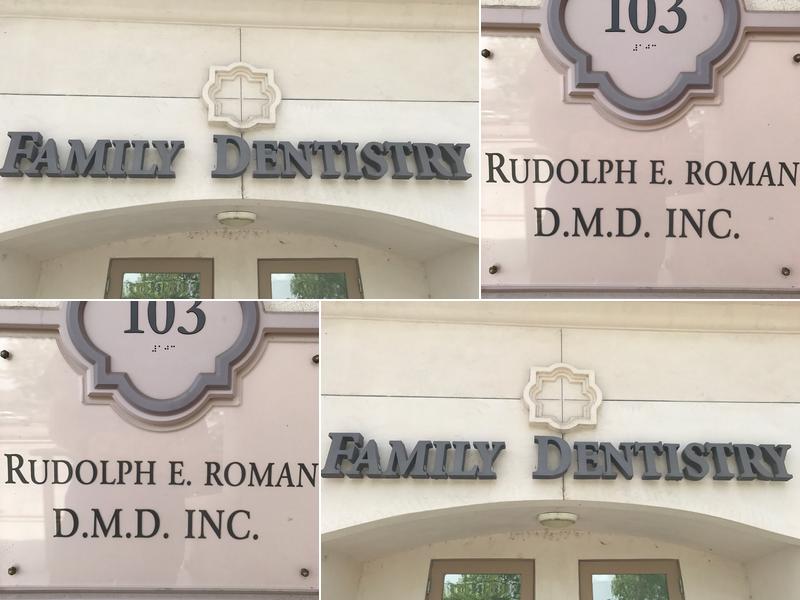 FAMILY DENTISTRY
103
RUDOLPH E. ROMAN
D.M.D. INC.
103
RUDOLPH E. ROMAN
D.M.D. INC.
FAMILY DENTISTRY